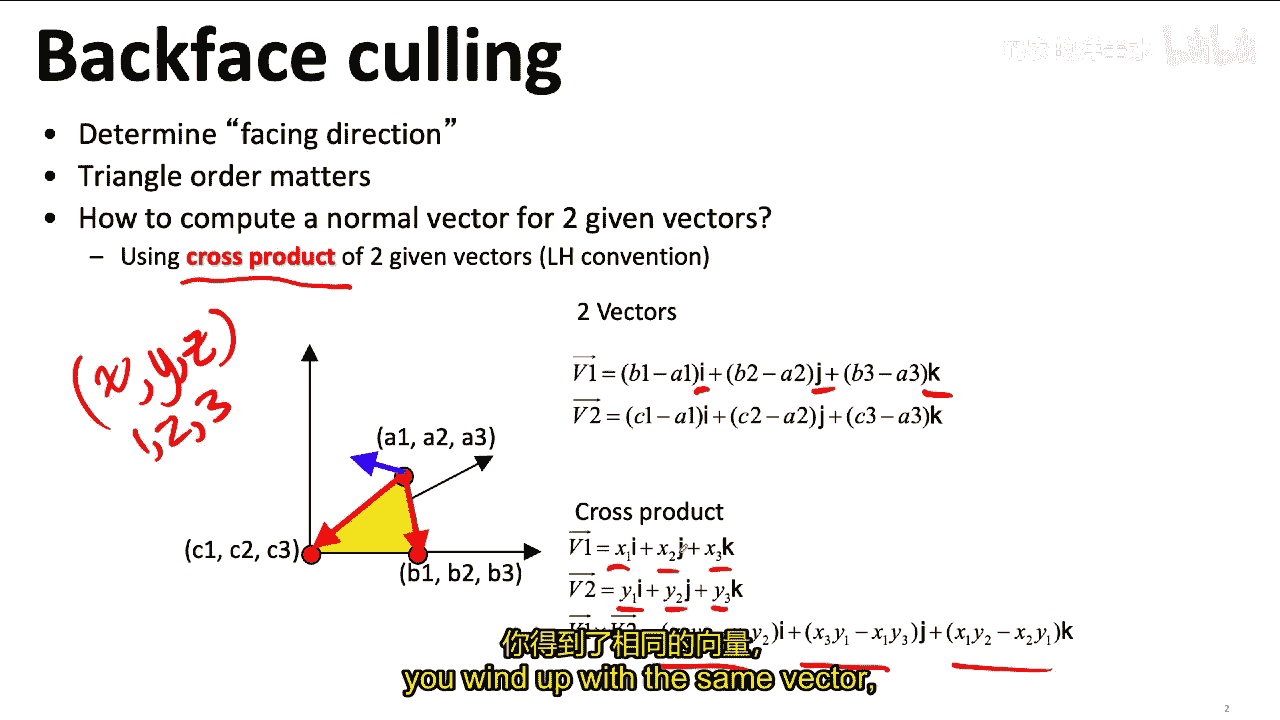 Backface culling
• Determine “facing direction”
• Triangle order matters
• How to compute a normal vector for 2 given vectors?
– Using cross product of 2 given vectors (LH convention)
2 Vectors
(x, y, z)
1, 2, 3
V1 = (b1 − a1)i + (b2 − a2)j + (b3 − a3)k
V2 = (c1 − a1)i + (c2 − a2)j + (c3 − a3)k
(a1, a2, a3)
(c1, c2, c3)
(b1, b2, b3)
Cross product
V1 = x₁i + x₂j + x₃k
V2 = y₁i + y₂j + y₃k
y₂)i + (x₃y₁ − x₁y₃)j + (x₁y₂ − x₂y₁)k
你得到了相同的向量,
you wind up with the same vector,
2